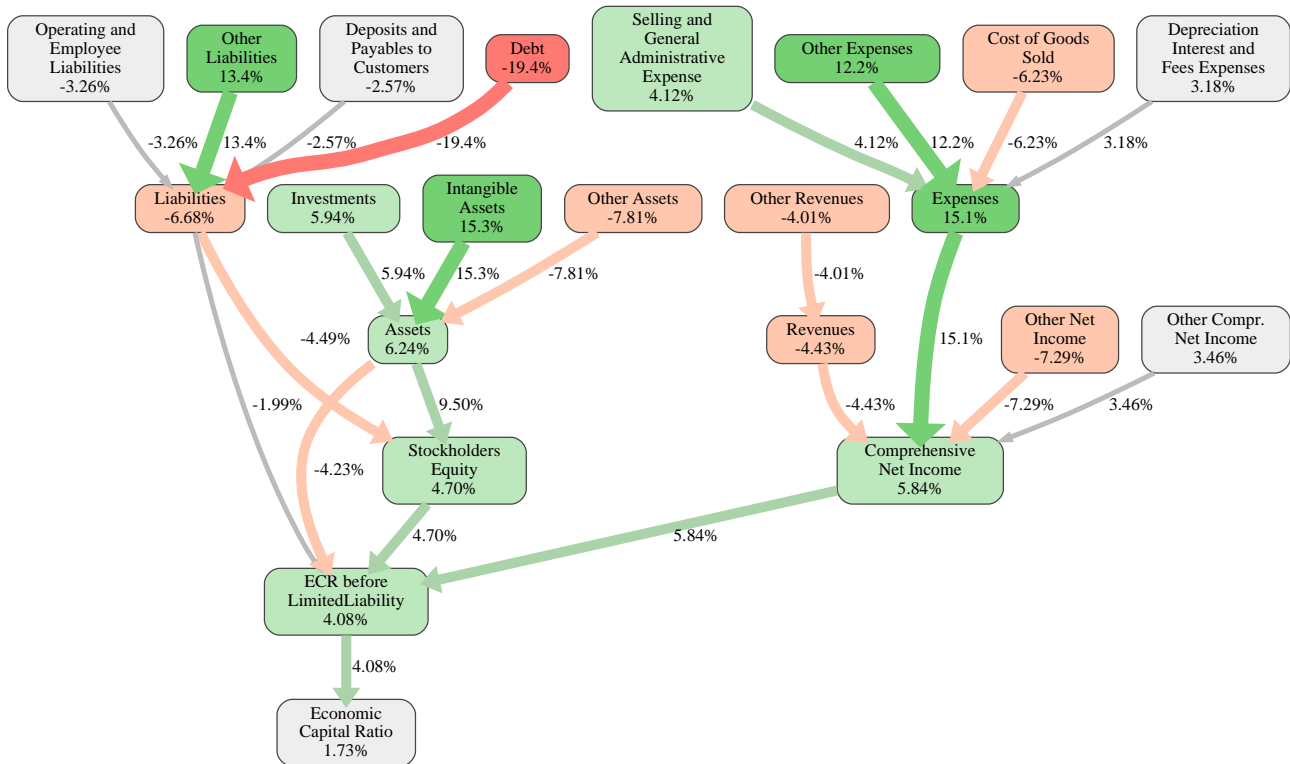 Operating and
Employee
Liabilities
-3.26%
Other
Liabilities
13.4%
Deposits and
Payables to
Customers
-2.57%
Debt
-19.4%
Selling and
General
Administrative
Expense
4.12%
Other Expenses
12.2%
Cost of Goods
Sold
-6.23%
Depreciation
Interest and
Fees Expenses
3.18%
-3.26%
13.4%
-2.57%
-19.4%
4.12%
12.2%
-6.23%
3.18%
Liabilities
-6.68%
Investments
5.94%
Intangible
Assets
15.3%
Other Assets
-7.81%
Other Revenues
-4.01%
Expenses
15.1%
5.94%
15.3%
-7.81%
-4.01%
Assets
6.24%
Revenues
-4.43%
Other Net
Income
-7.29%
Other Compr.
Net Income
3.46%
-4.49%
15.1%
-1.99%
9.50%
-4.43%
-7.29%
3.46%
Stockholders
Equity
4.70%
Comprehensive
Net Income
5.84%
-4.23%
4.70%
5.84%
ECR before
LimitedLiability
4.08%
4.08%
Economic
Capital Ratio
1.73%